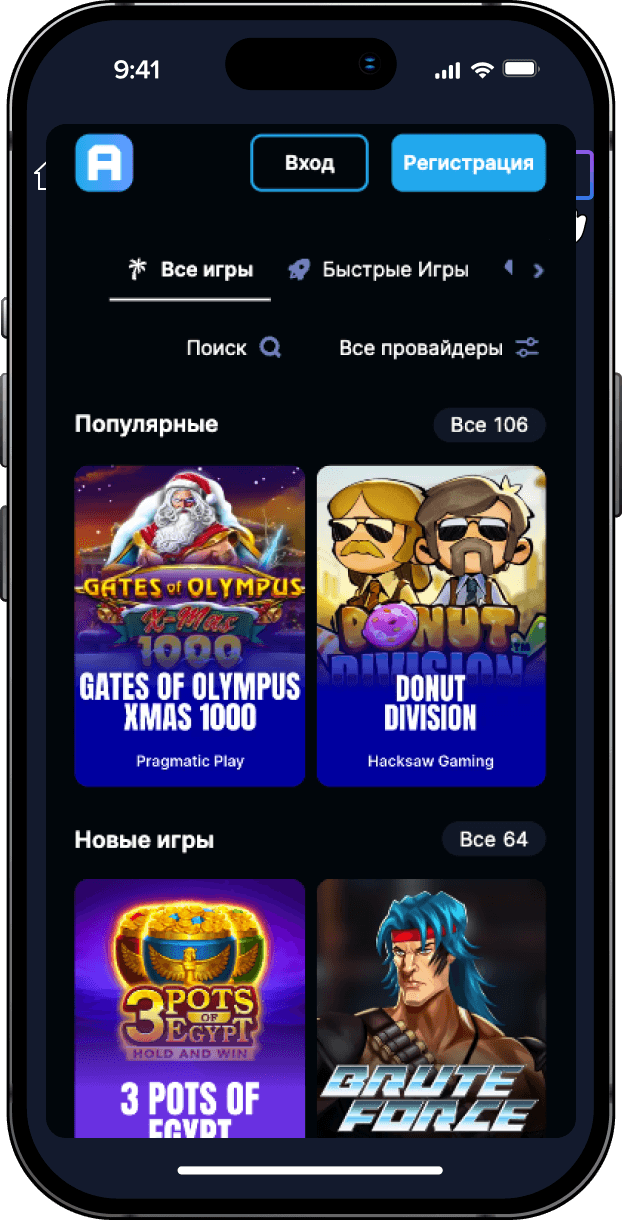 9:41
A
Вход
Регистрация
Все игры
Быстрые Игры
Поиск
Все провайдеры
Популярные
Все 106
GATES OF OLYMPUS
X-Mas
1000
GATES OF OLYMPUS
XMAS 1000
Pragmatic Play
DONUT
DIVISION
DONUT
DIVISION
Hacksaw Gaming
Новые игры
Все 64
3 POTS
OF
EGYPT
HOLD AND WIN
3 POTS OF
EGYPT
BRUTE
FORCE